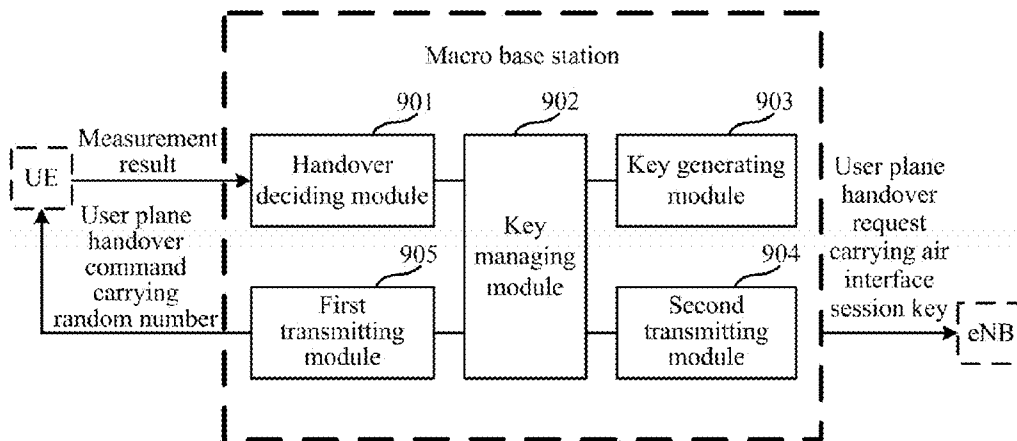 Macro base station
901
902
903
Measurement
result
UE
Handover
deciding module
Key generating
module
User plane
handover
request
carrying air
interface
session key
User plane
handover
command
carrying
random number
Key
managing
module
905
904
First
transmitting
module
Second
transmitting
module
eNB